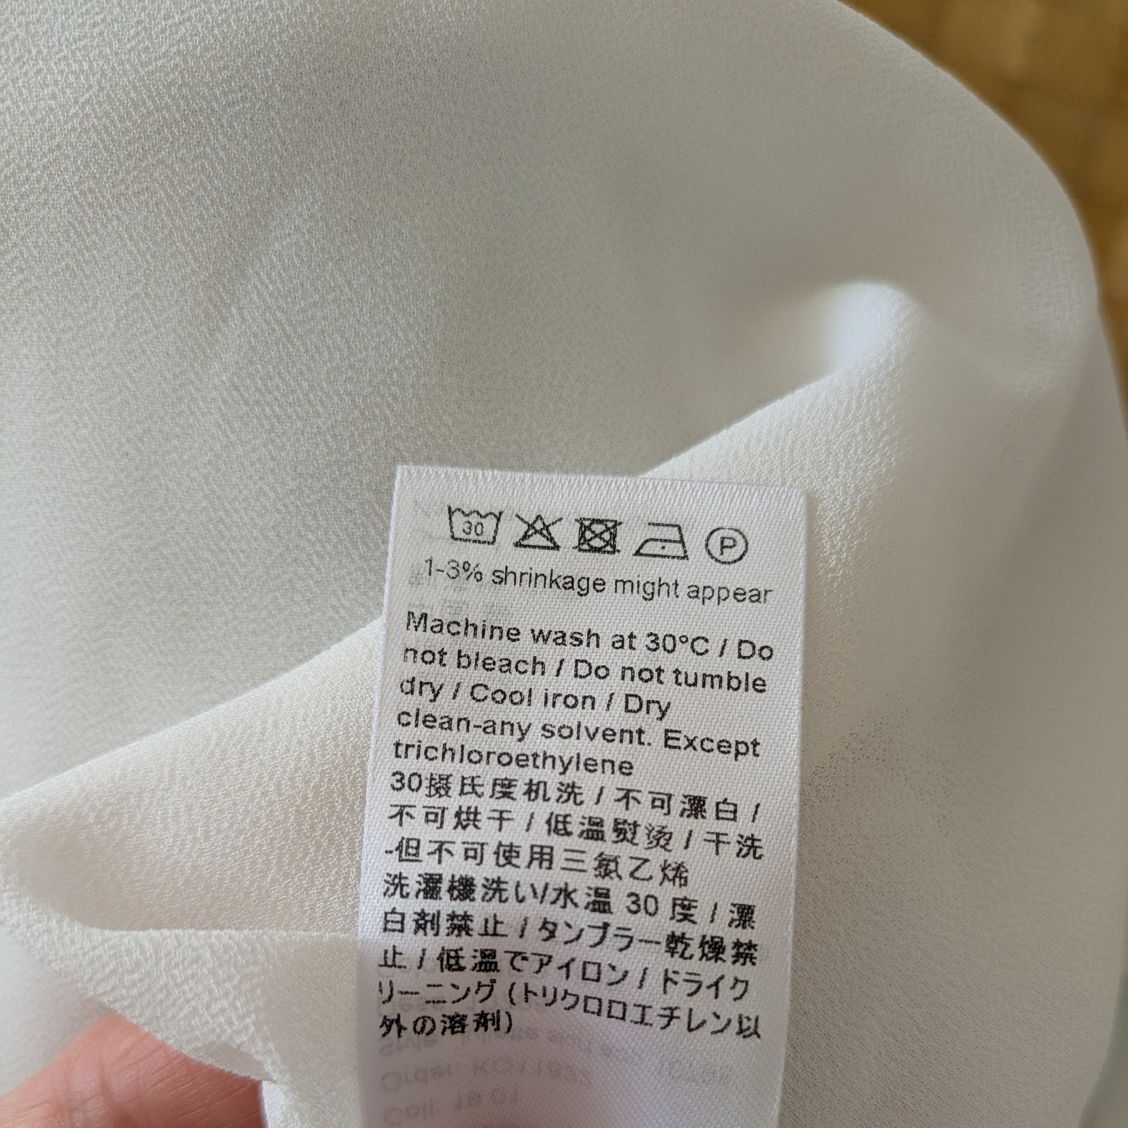 30 P
1-3% shrinkage might appear
Machine wash at 30°C / Do
not bleach / Do not tumble
dry / Cool iron / Dry
clean-any solvent. Except
trichloroethylene
30摄氏度机洗 / 不可漂白 /
不可烘干 / 低温熨烫 / 干洗
-但不可使用三氯乙烯
洗濯機洗い/水温 30 度 / 漂
白剤禁止 / タンブラー乾燥禁
止 / 低温でアイロン / ドライク
リーニング (トリクロロエチレン以
外の溶剤)